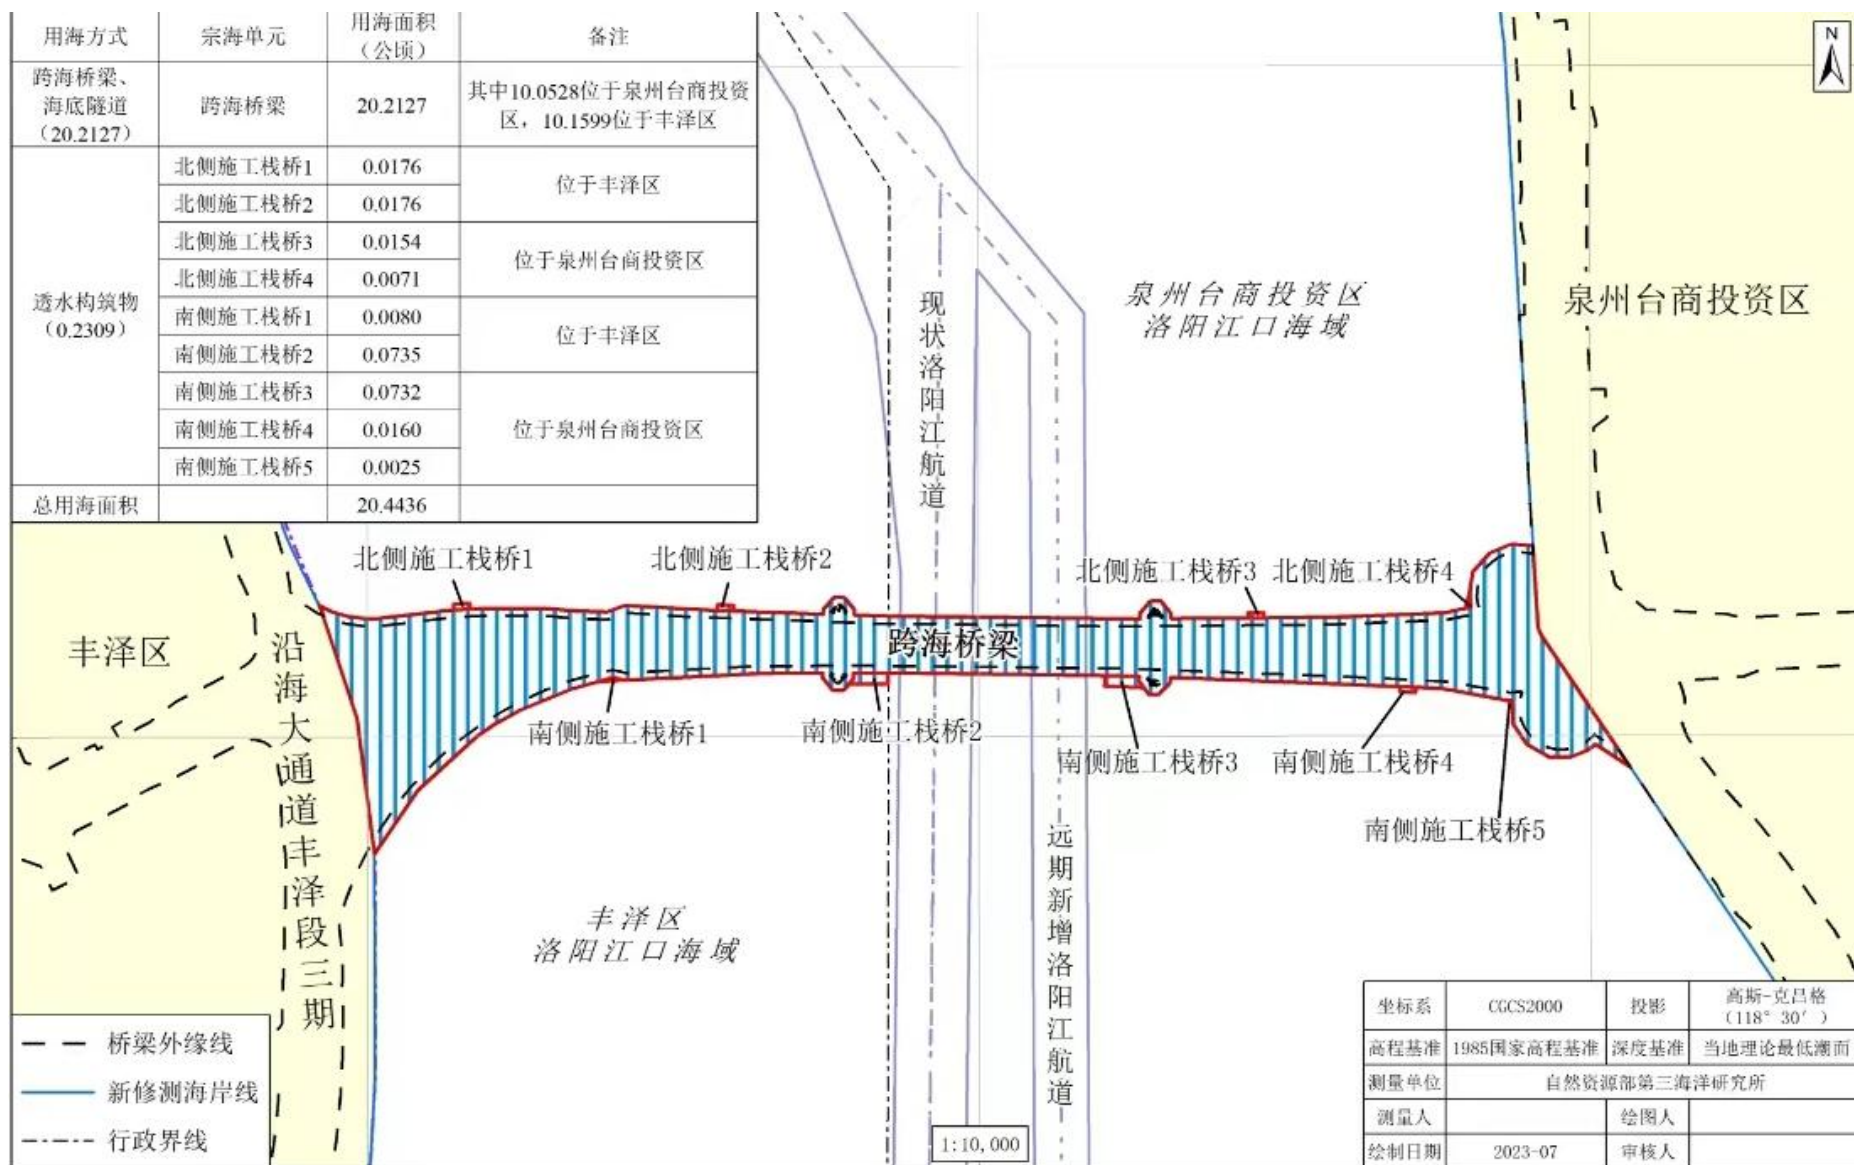 用海方式 宗海单元 用海面积 备注
（公顷）
跨海桥梁、
海底隧道
（20.2127）
跨海桥梁 20.2127 其中10.0528位于泉州台商投资
区，10.1599位于丰泽区
透水构筑物
（0.2309）
北侧施工栈桥1 0.0176
北侧施工栈桥2 0.0176
位于丰泽区
北侧施工栈桥3 0.0154
北侧施工栈桥4 0.0071
位于泉州台商投资区
南侧施工栈桥1 0.0080
南侧施工栈桥2 0.0735
位于丰泽区
南侧施工栈桥3 0.0732
南侧施工栈桥4 0.0160
南侧施工栈桥5 0.0025
位于泉州台商投资区
总用海面积 20.4436
N
现状洛阳江航道
泉州台商投资区
洛阳江口海域
泉州台商投资区
北侧施工栈桥1
北侧施工栈桥2
北侧施工栈桥3
北侧施工栈桥4
丰泽区
沿海大通道丰泽段三期
跨海桥梁
南侧施工栈桥1
南侧施工栈桥2
南侧施工栈桥3
南侧施工栈桥4
南侧施工栈桥5
丰泽区
洛阳江口海域
远期新增洛阳江航道
桥梁外缘线
新修测海岸线
行政界线
1:10,000
坐标系 CGCS2000 投影 高斯-克吕格
（118° 30′ ）
高程基准 1985国家高程基准 深度基准 当地理论最低潮面
测量单位 自然资源部第三海洋研究所
测量人 绘图人
绘制日期 2023-07 审核人